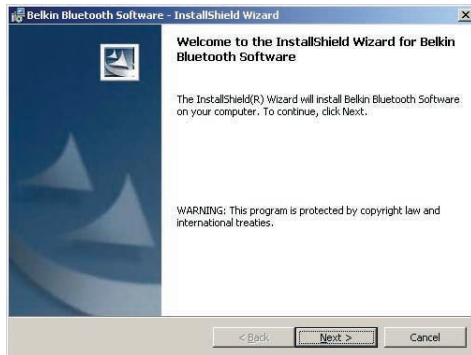 Belkin Bluetooth Software - InstallShield Wizard
Welcome to the InstallShield Wizard for Belkin
Bluetooth Software
The InstallShield(R) Wizard will install Belkin Bluetooth Software
on your computer. To continue, click Next.
WARNING: This program is protected by copyright law and
international treaties.
< Back Next > Cancel